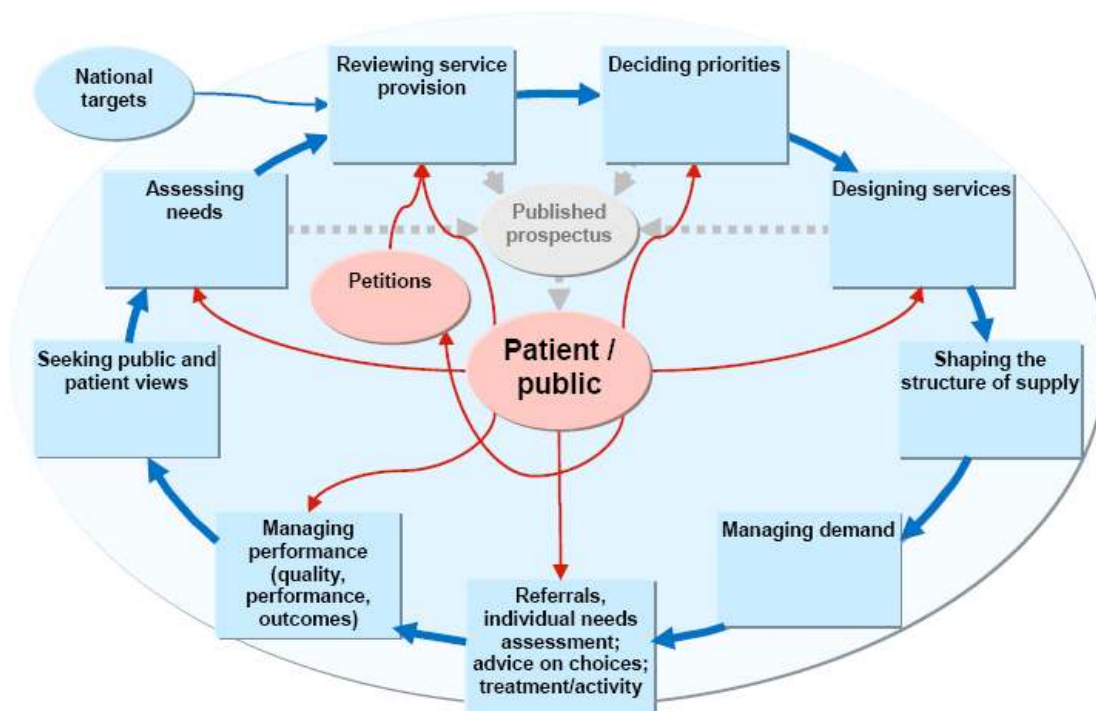 National
targets
Reviewing service
provision
Deciding priorities
Assessing
needs
Published
prospectus
Designing services
Petitions
Patient /
public
Seeking public and
patient views
Shaping the
structure of supply
Managing
performance
(quality,
performance,
outcomes)
Referrals,
individual needs
assessment;
advice on choices;
treatment/activity
Managing demand